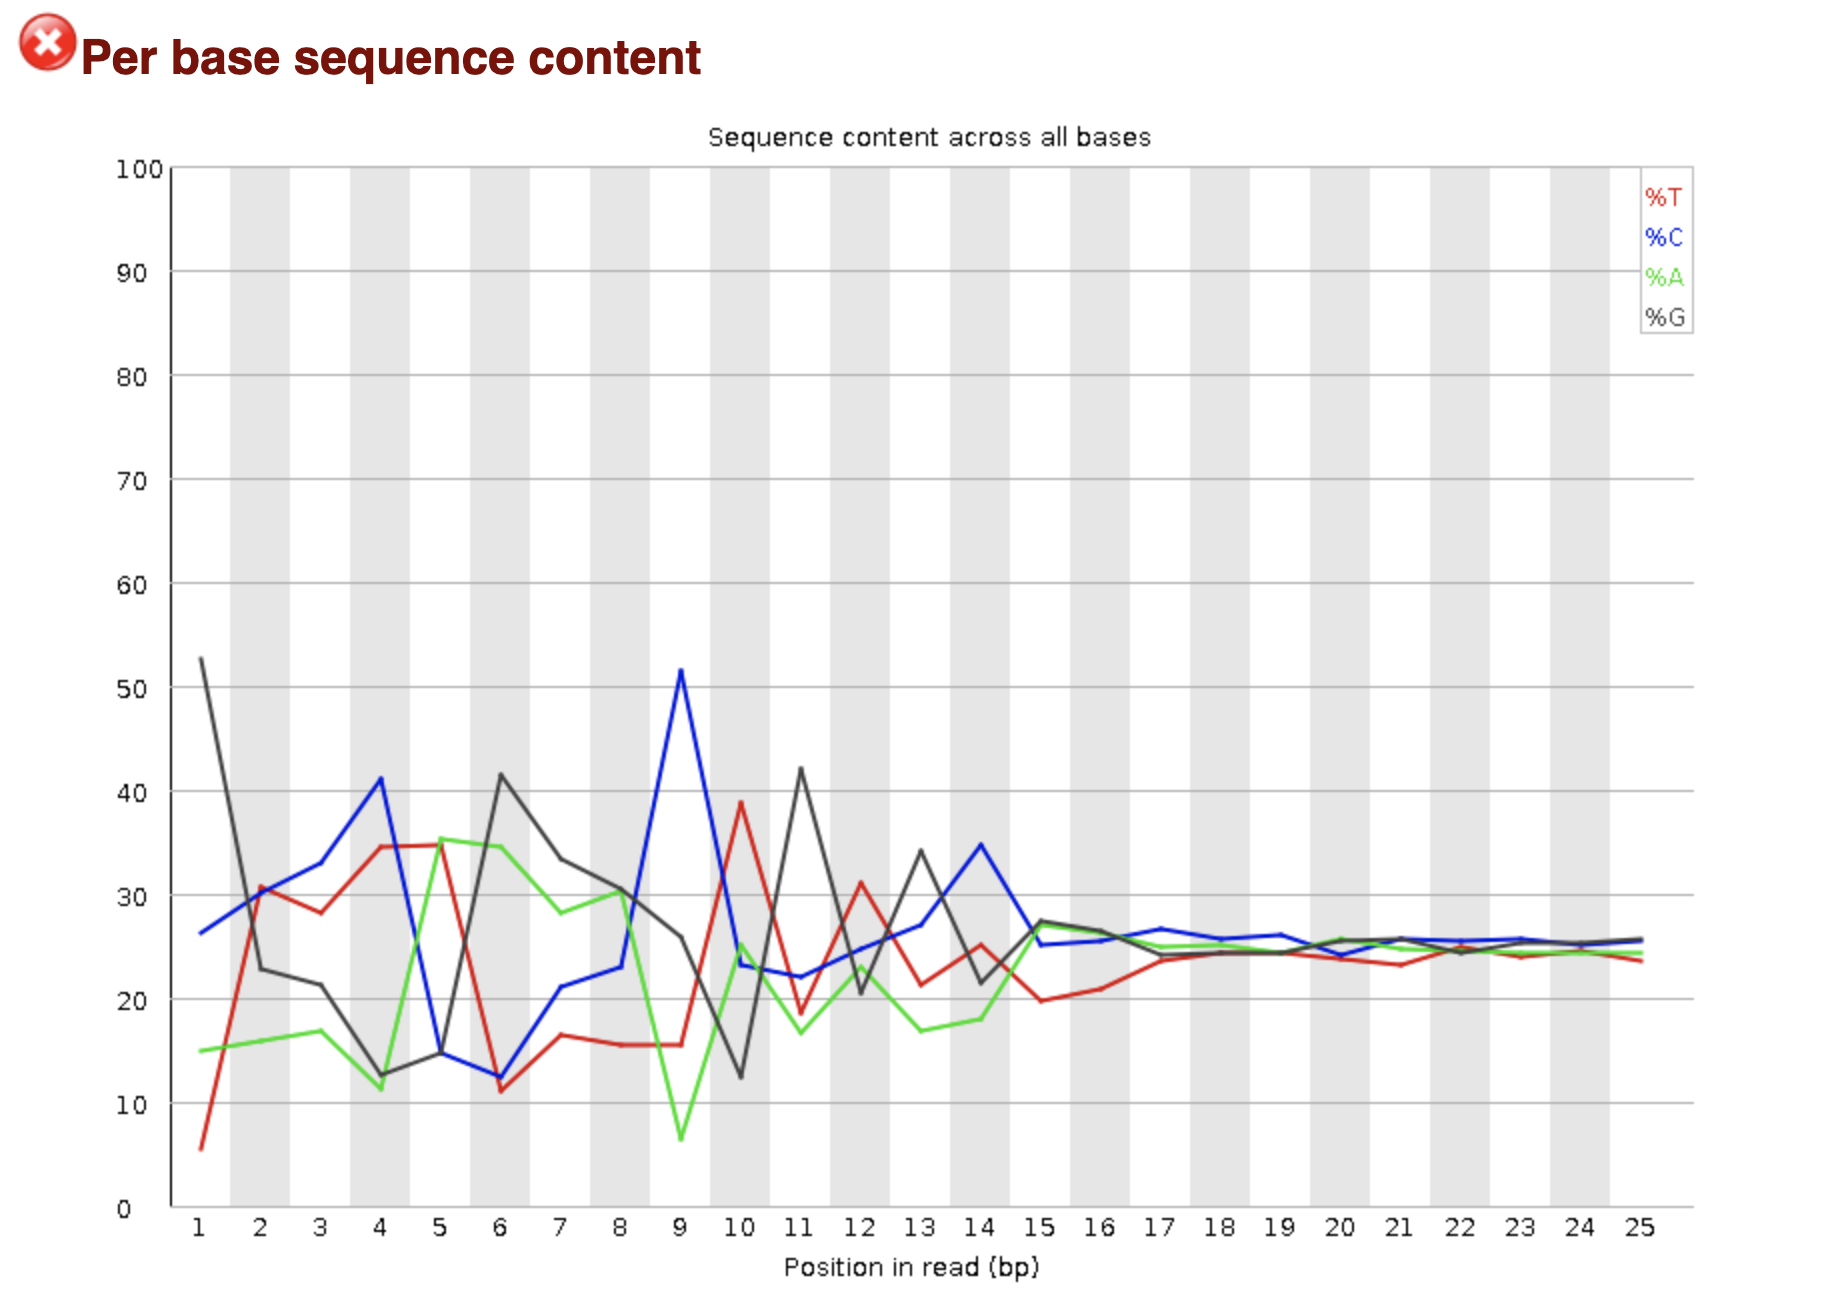 Per base sequence content
Sequence content across all bases
100
90
80
70
60
50
40
30
20
10
0
%T
%C
%A
%G
1 2 3 4 5 6 7 8 9 10 11 12 13 14 15 16 17 18 19 20 21 22 23 24 25
Position in read (bp)